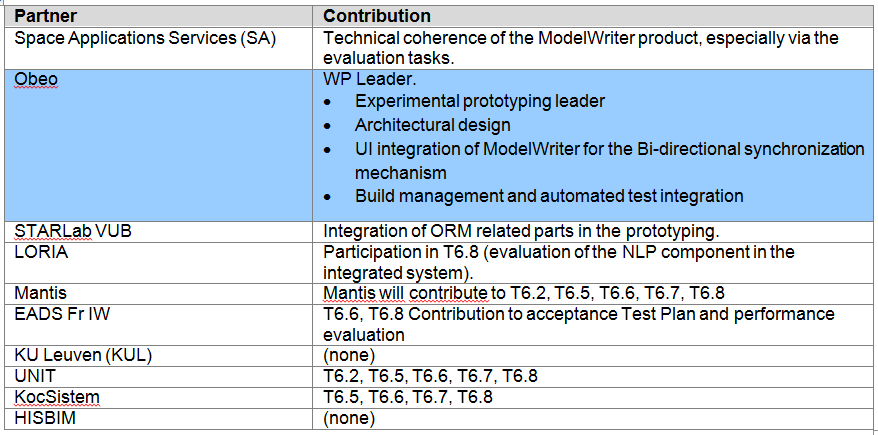 Partner Contribution
Space Applications Services (SA) Technical coherence of the ModelWriter product, especially via the
evaluation tasks.
Obeo WP Leader.
• Experimental prototyping leader
• Architectural design
• UI integration of ModelWriter for the Bi-directional synchronization
mechanism
• Build management and automated test integration
STARLab VUB Integration of ORM related parts in the prototyping.
LORIA Participation in T6.8 (evaluation of the NLP component in the
integrated system).
Mantis Mantis will contribute to T6.2, T6.5, T6.6, T6.7, T6.8
EADS Fr IW T6.6, T6.8 Contribution to acceptance Test Plan and performance
evaluation
KU Leuven (KUL) (none)
UNIT T6.2, T6.5, T6.6, T6.7, T6.8
KocSistem T6.5, T6.6, T6.7, T6.8
HISBIM (none)